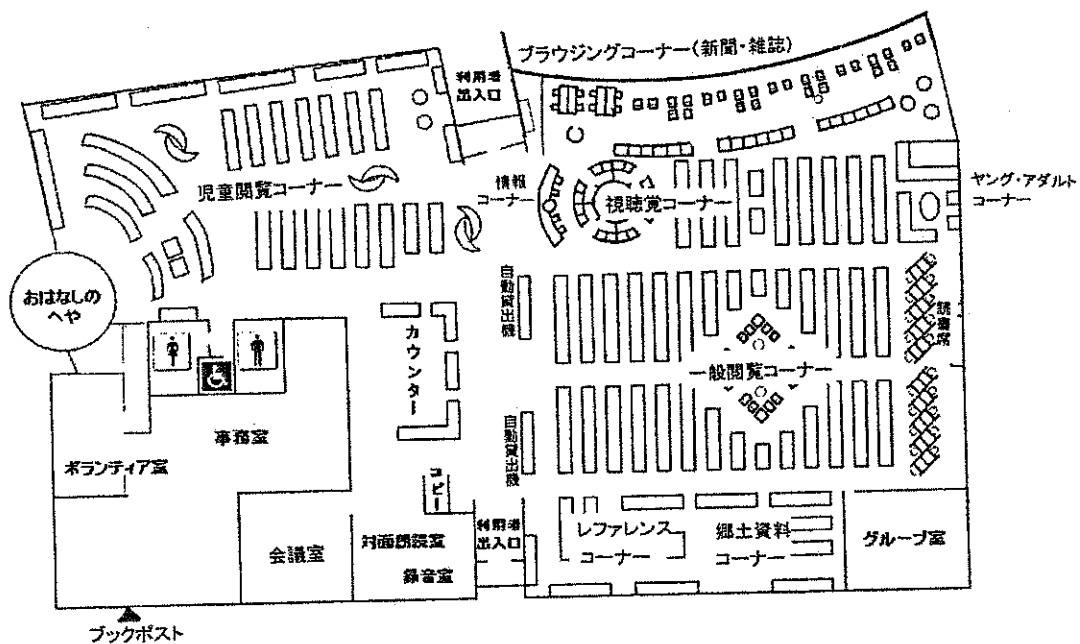 ブラウジングコーナー(新聞・雑誌)
利用者
出入口
児童閲覧コーナー
情報
コーナー
視聴覚コーナー
ヤング・アダルト
コーナー
おはなしの
へや
自動貸出機
カウンター
読書席
一般閲覧コーナー
事務室
ボランティア室
自動貸出機
コピー
会議室
対面朗読室
録音室
利用者
出入口
レファレンス
コーナー
郷土資料
コーナー
グループ室
ブックポスト